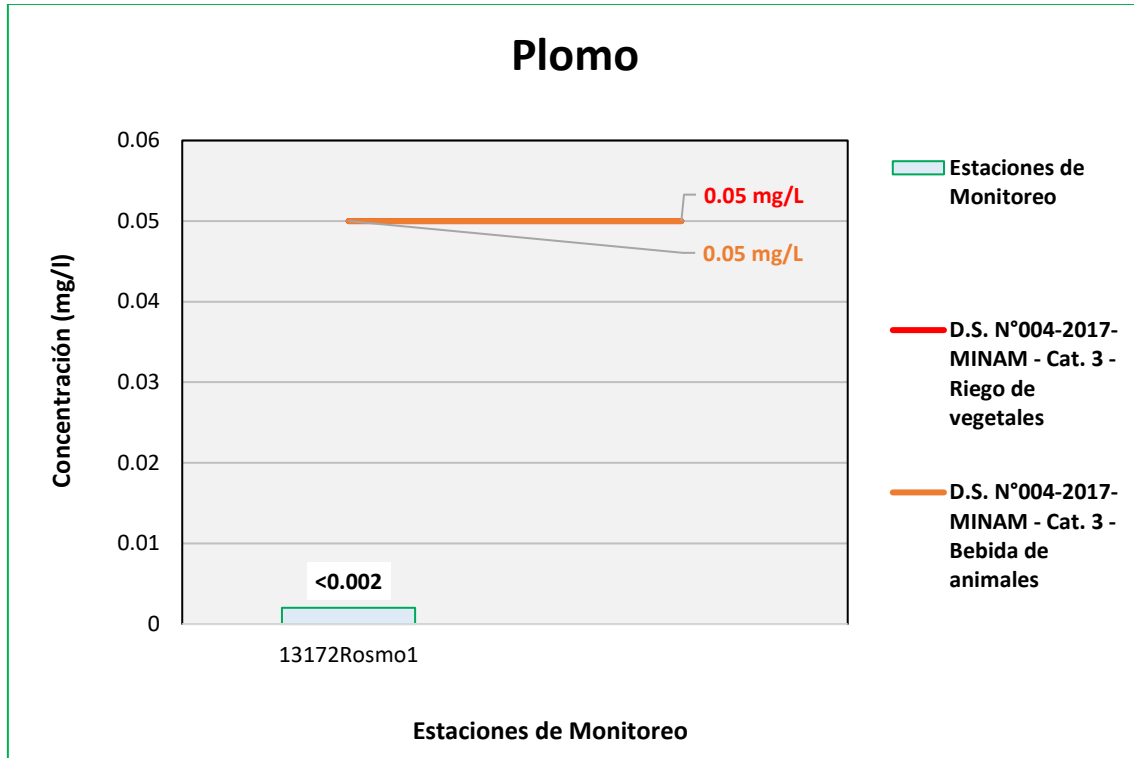 Plomo
Concentración (mg/l)
0.06
0.05
0.04
0.03
0.02
0.01
0
0.05 mg/L
0.05 mg/L
<0.002
13172Rosmo1
Estaciones de Monitoreo
Estaciones de
Monitoreo
D.S. N°004-2017-
MINAM - Cat. 3 -
Riego de
vegetales
D.S. N°004-2017-
MINAM - Cat. 3 -
Bebida de
animales